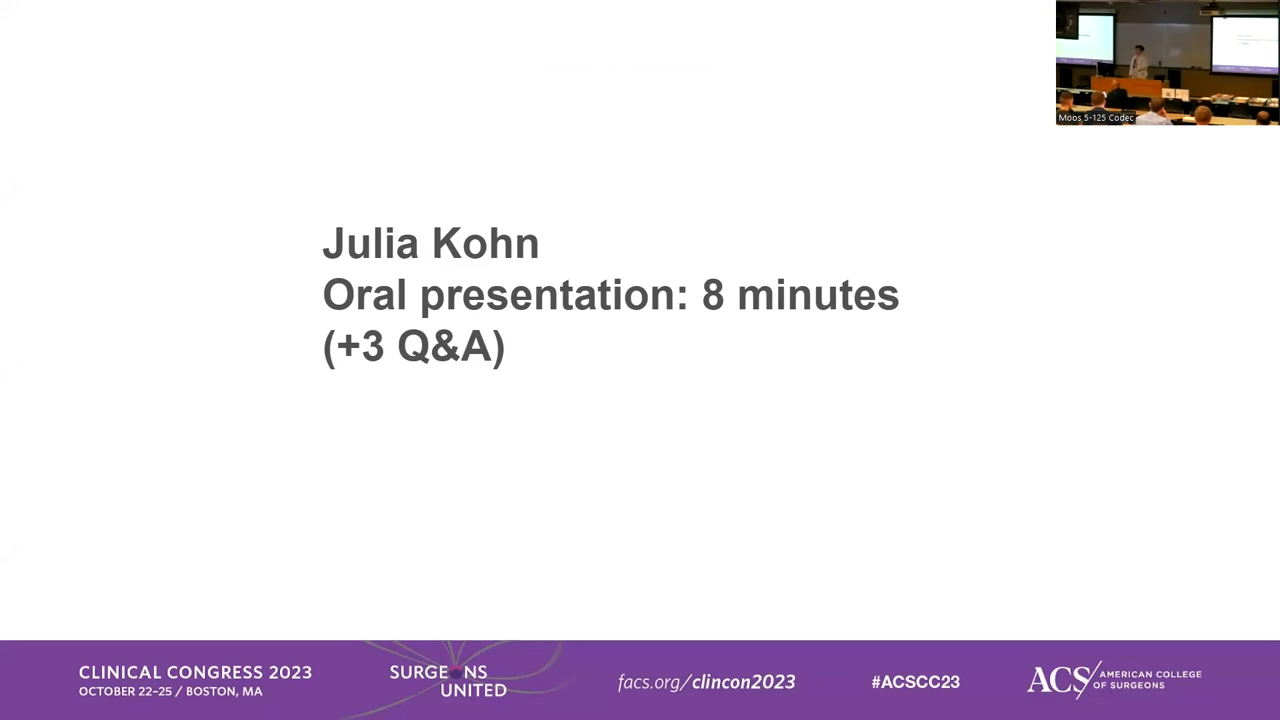 Moos 5-125 Codec
Julia Kohn
Oral presentation: 8 minutes
(+3 Q&A)
CLINICAL CONGRESS 2023
OCTOBER 22-25 / BOSTON, MA
SURGEONS
UNITED
facs.org/clincon2023
#ACSCC23
ACS
AMERICAN COLLEGE
OF SURGEONS